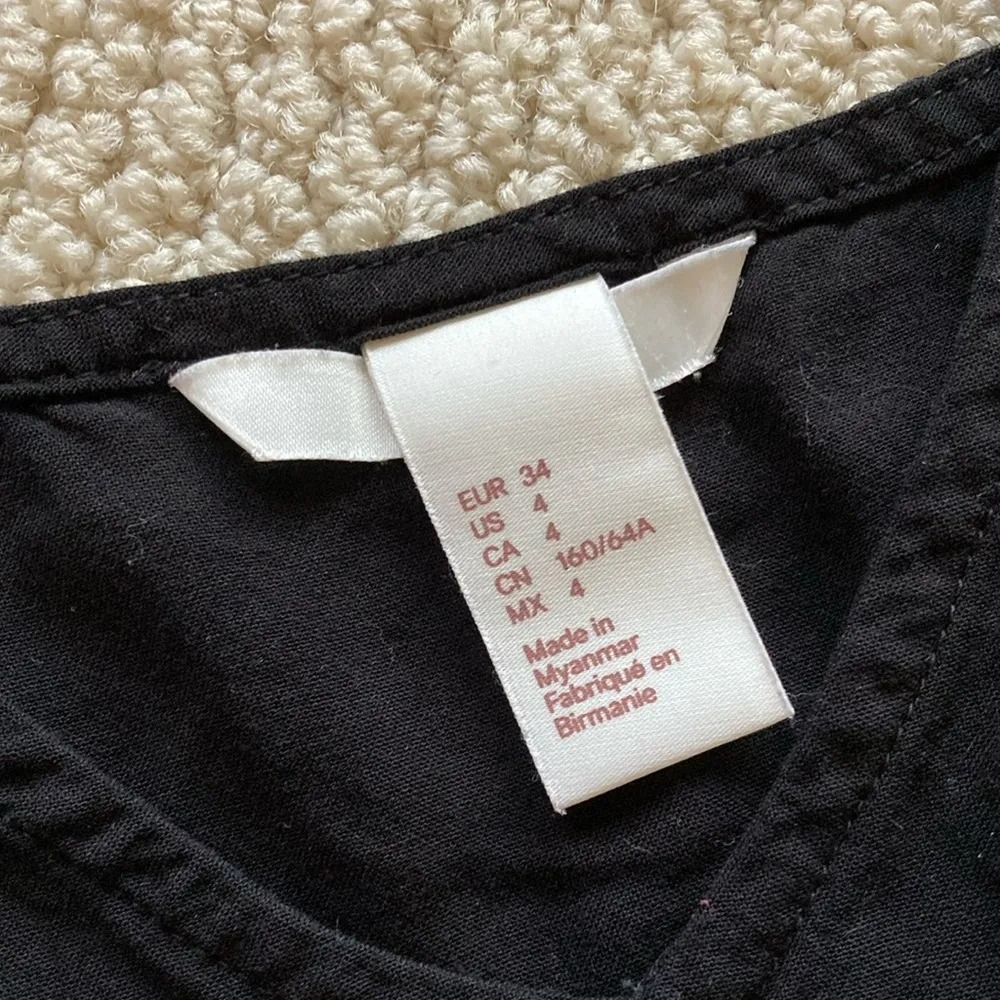 EUR 34
US 4
CA 4
CN 160/64A
MX 4
Made in
Myanmar
Fabriqué en
Birmanie